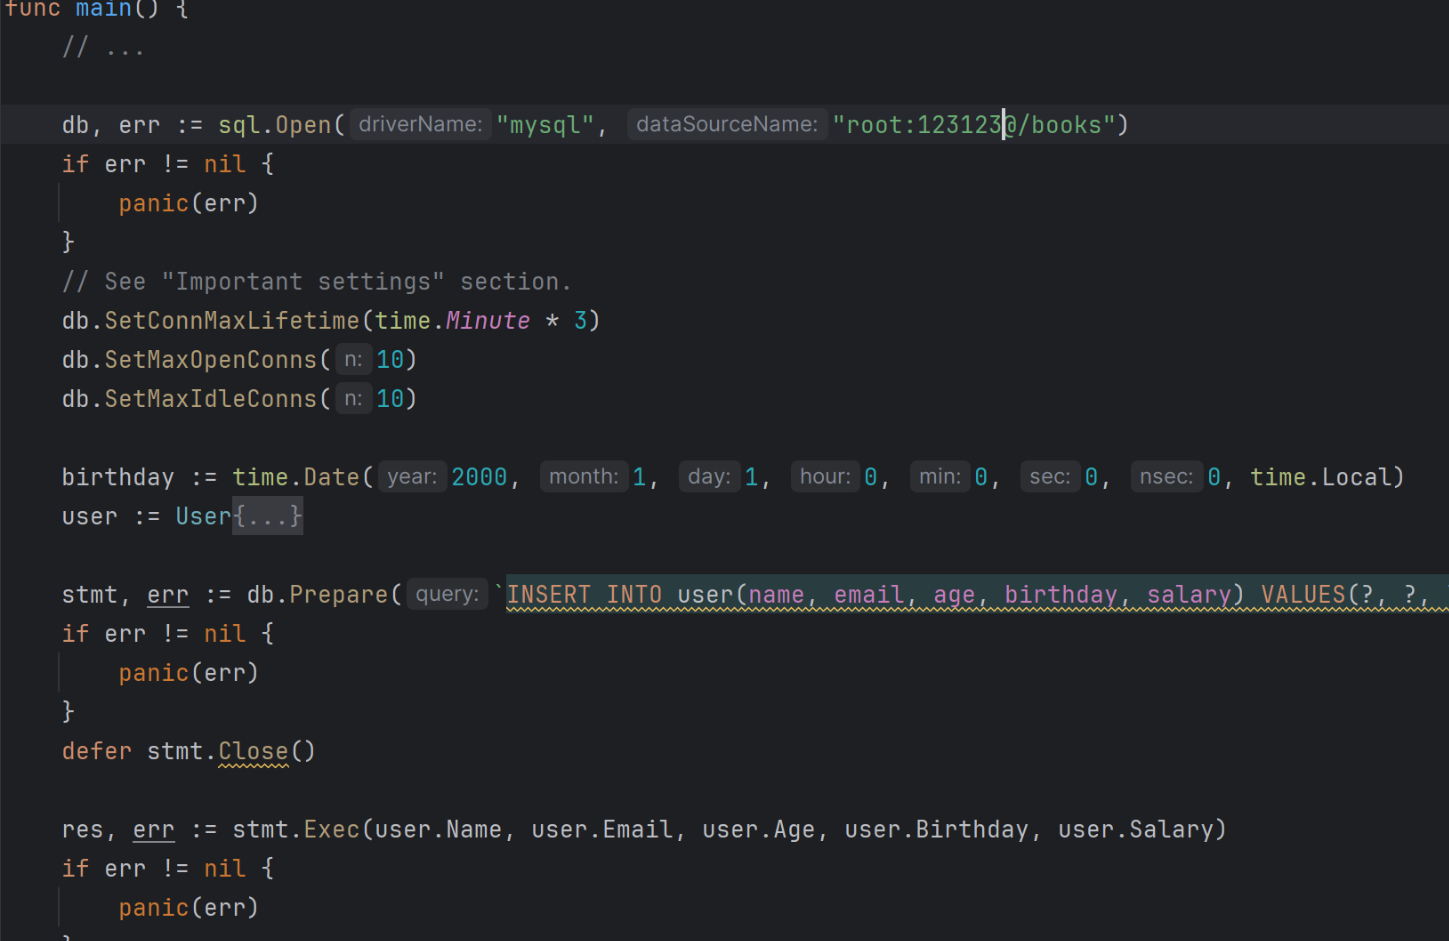 func main() {
// ...
db, err := sql.Open( driverName: "mysql", dataSourceName: "root:123123@/books")
if err != nil {
panic(err)
}
// See "Important settings" section.
db.SetConnMaxLifetime(time.Minute * 3)
db.SetMaxOpenConns( n: 10)
db.SetMaxIdleConns( n: 10)
birthday := time.Date( year: 2000, month: 1, day: 1, hour: 0, min: 0, sec: 0, nsec: 0, time.Local)
user := User{...}
stmt, err := db.Prepare( query: `INSERT INTO user(name, email, age, birthday, salary) VALUES(?, ?,
if err != nil {
panic(err)
}
defer stmt.Close()
res, err := stmt.Exec(user.Name, user.Email, user.Age, user.Birthday, user.Salary)
if err != nil {
panic(err)
}